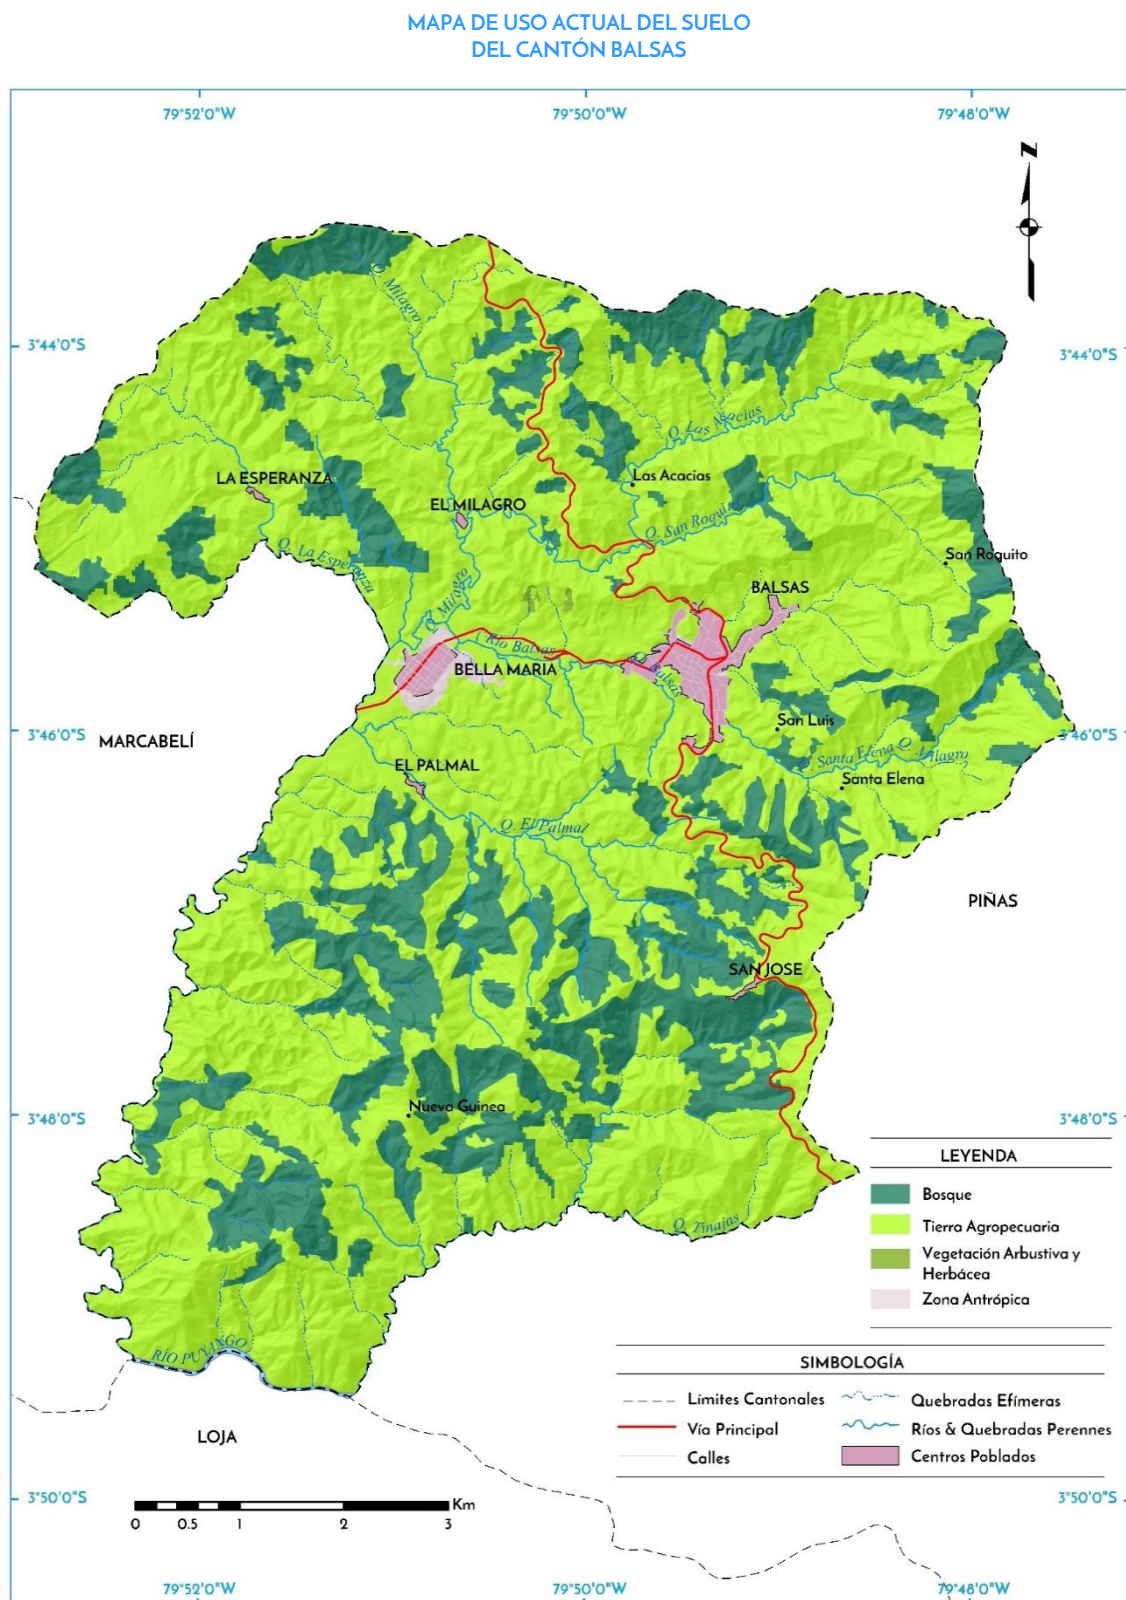 MAPA DE USO ACTUAL DEL SUELO
DEL CANTÓN BALSAS
79°52'0"W
79°50'0"W
79°48'0"W
N
Q. Milagro
3°44'0"S
3°44'0"S
Q. Las Acacias
LA ESPERANZA
Las Acacias
EL MILAGRO
Q. San Roquito
Q. La Esperanza
San Roquito
Q. Milagro
BALSAS
Río Balsas
BELLA MARIA
Balsas
San Luis
MARCABELÍ
3°46'0"S
3°46'0"S
Q. Santa Elena
Q. Milagro
EL PALMAL
Santa Elena
Q. El Palmal
PIÑAS
SAN JOSE
Nueva Guinea
3°48'0"S
3°48'0"S
LEYENDA
Bosque
Tierra Agropecuaria
Vegetación Arbustiva y
Herbácea
Zona Antrópica
Q. Tinajas
RÍO PUYANGO
SIMBOLOGÍA
Límites Cantonales
Quebradas Efímeras
Vía Principal
Ríos & Quebradas Perennes
Calles
Centros Poblados
LOJA
3°50'0"S
3°50'0"S
Km
0 0.5 1 2 3
79°52'0"W
79°50'0"W
79°48'0"W